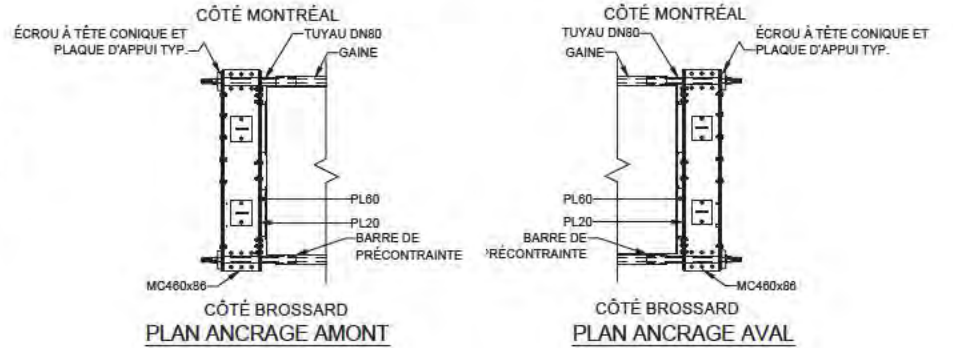 CÔTÉ MONTRÉAL
ÉCROU À TÊTE CONIQUE ET
PLAQUE D'APPUI TYP.
TUYAU DN80
GAINE
PL60
PL20
BARRE DE
PRÉCONTRAINTE
MC460x86
CÔTÉ BROSSARD
PLAN ANCRAGE AMONT
CÔTÉ MONTRÉAL
TUYAU DN80
GAINE
ÉCROU À TÊTE CONIQUE ET
PLAQUE D'APPUI TYP.
PL60
PL20
BARRE DE
PRÉCONTRAINTE
MC460x86
CÔTÉ BROSSARD
PLAN ANCRAGE AVAL